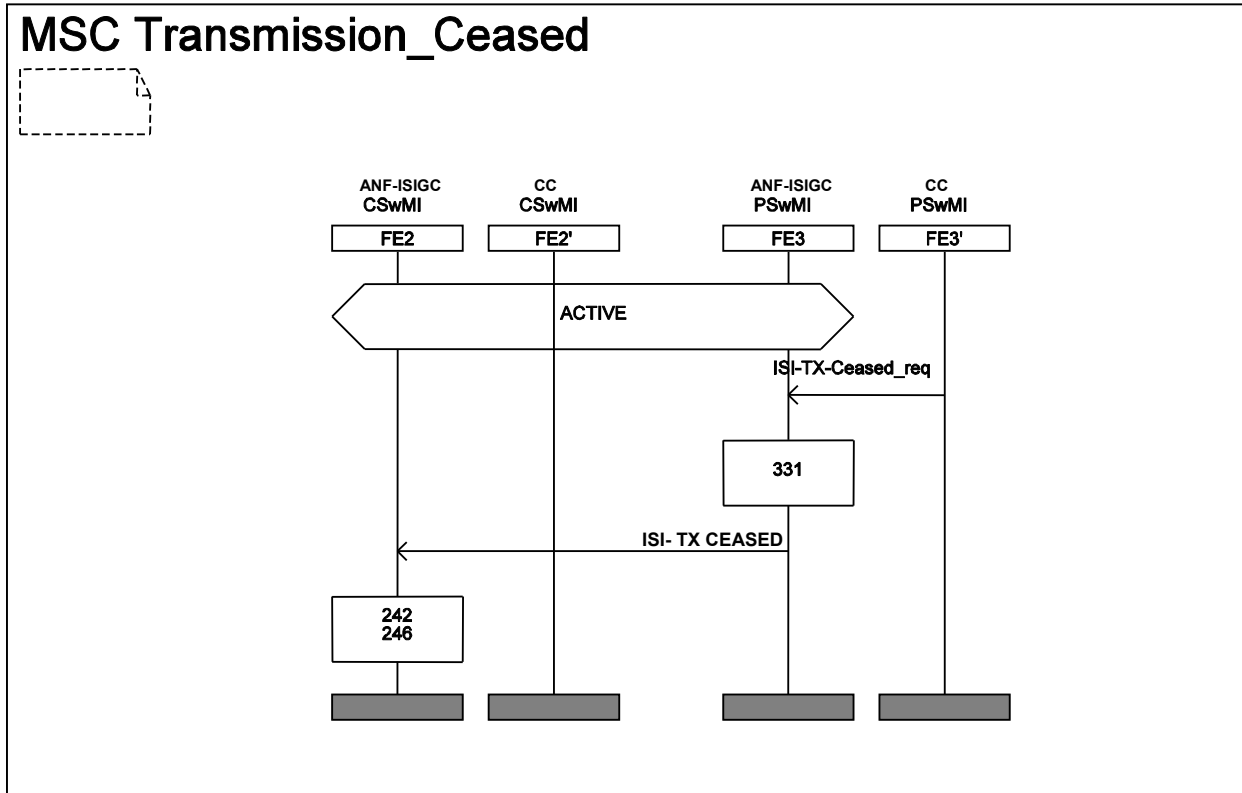 MSC Transmission_Ceased
ANF-ISIGC CC ANF-ISIGC CC
CSwMI CSwMI PSwMI PSwMI
FE2 FE2' FE3 FE3'
ACTIVE
ISI-TX-Ceased_req
331
ISI- TX CEASED
242
246